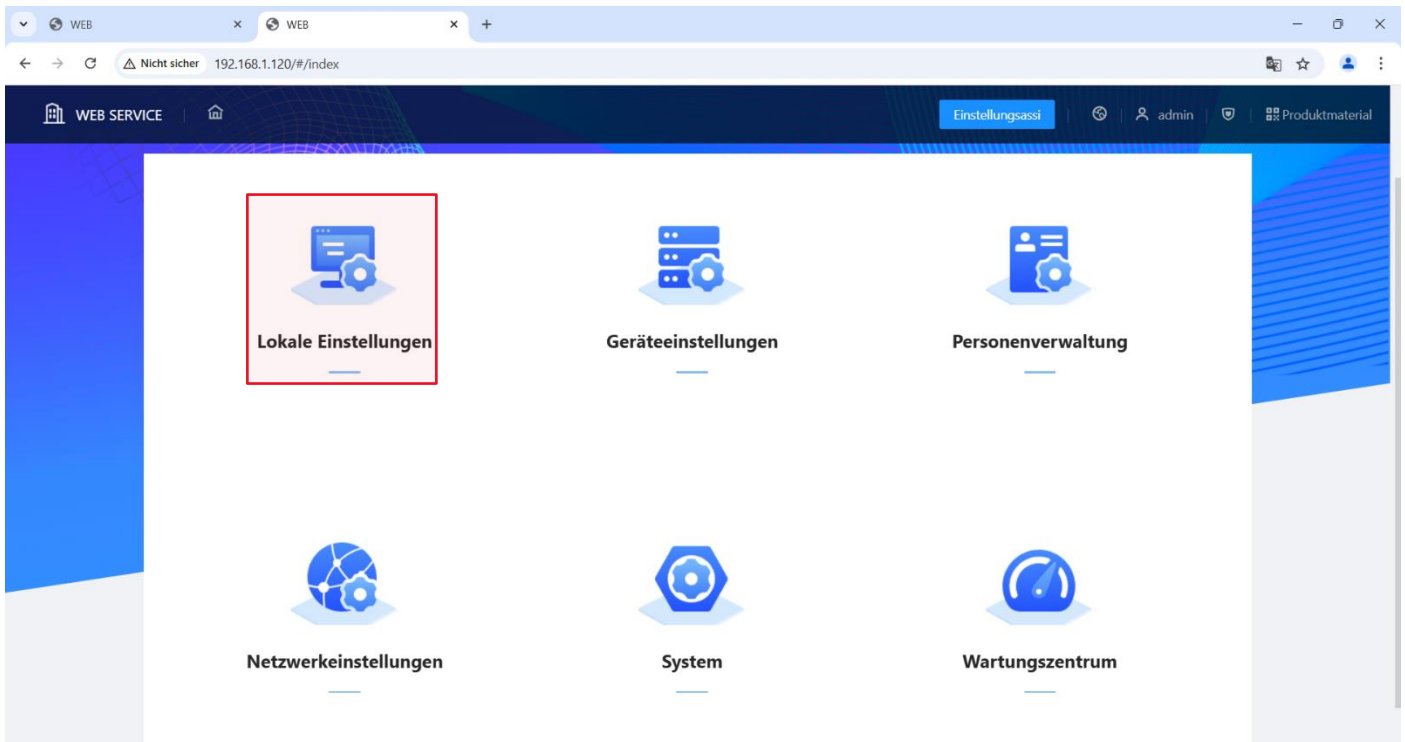 WEB
WEB
Nicht sicher 192.168.1.120/#/index
WEB SERVICE
Einstellungsassi
admin
Produktmaterial
Lokale Einstellungen
Geräteeinstellungen
Personenverwaltung
Netzwerkeinstellungen
System
Wartungszentrum